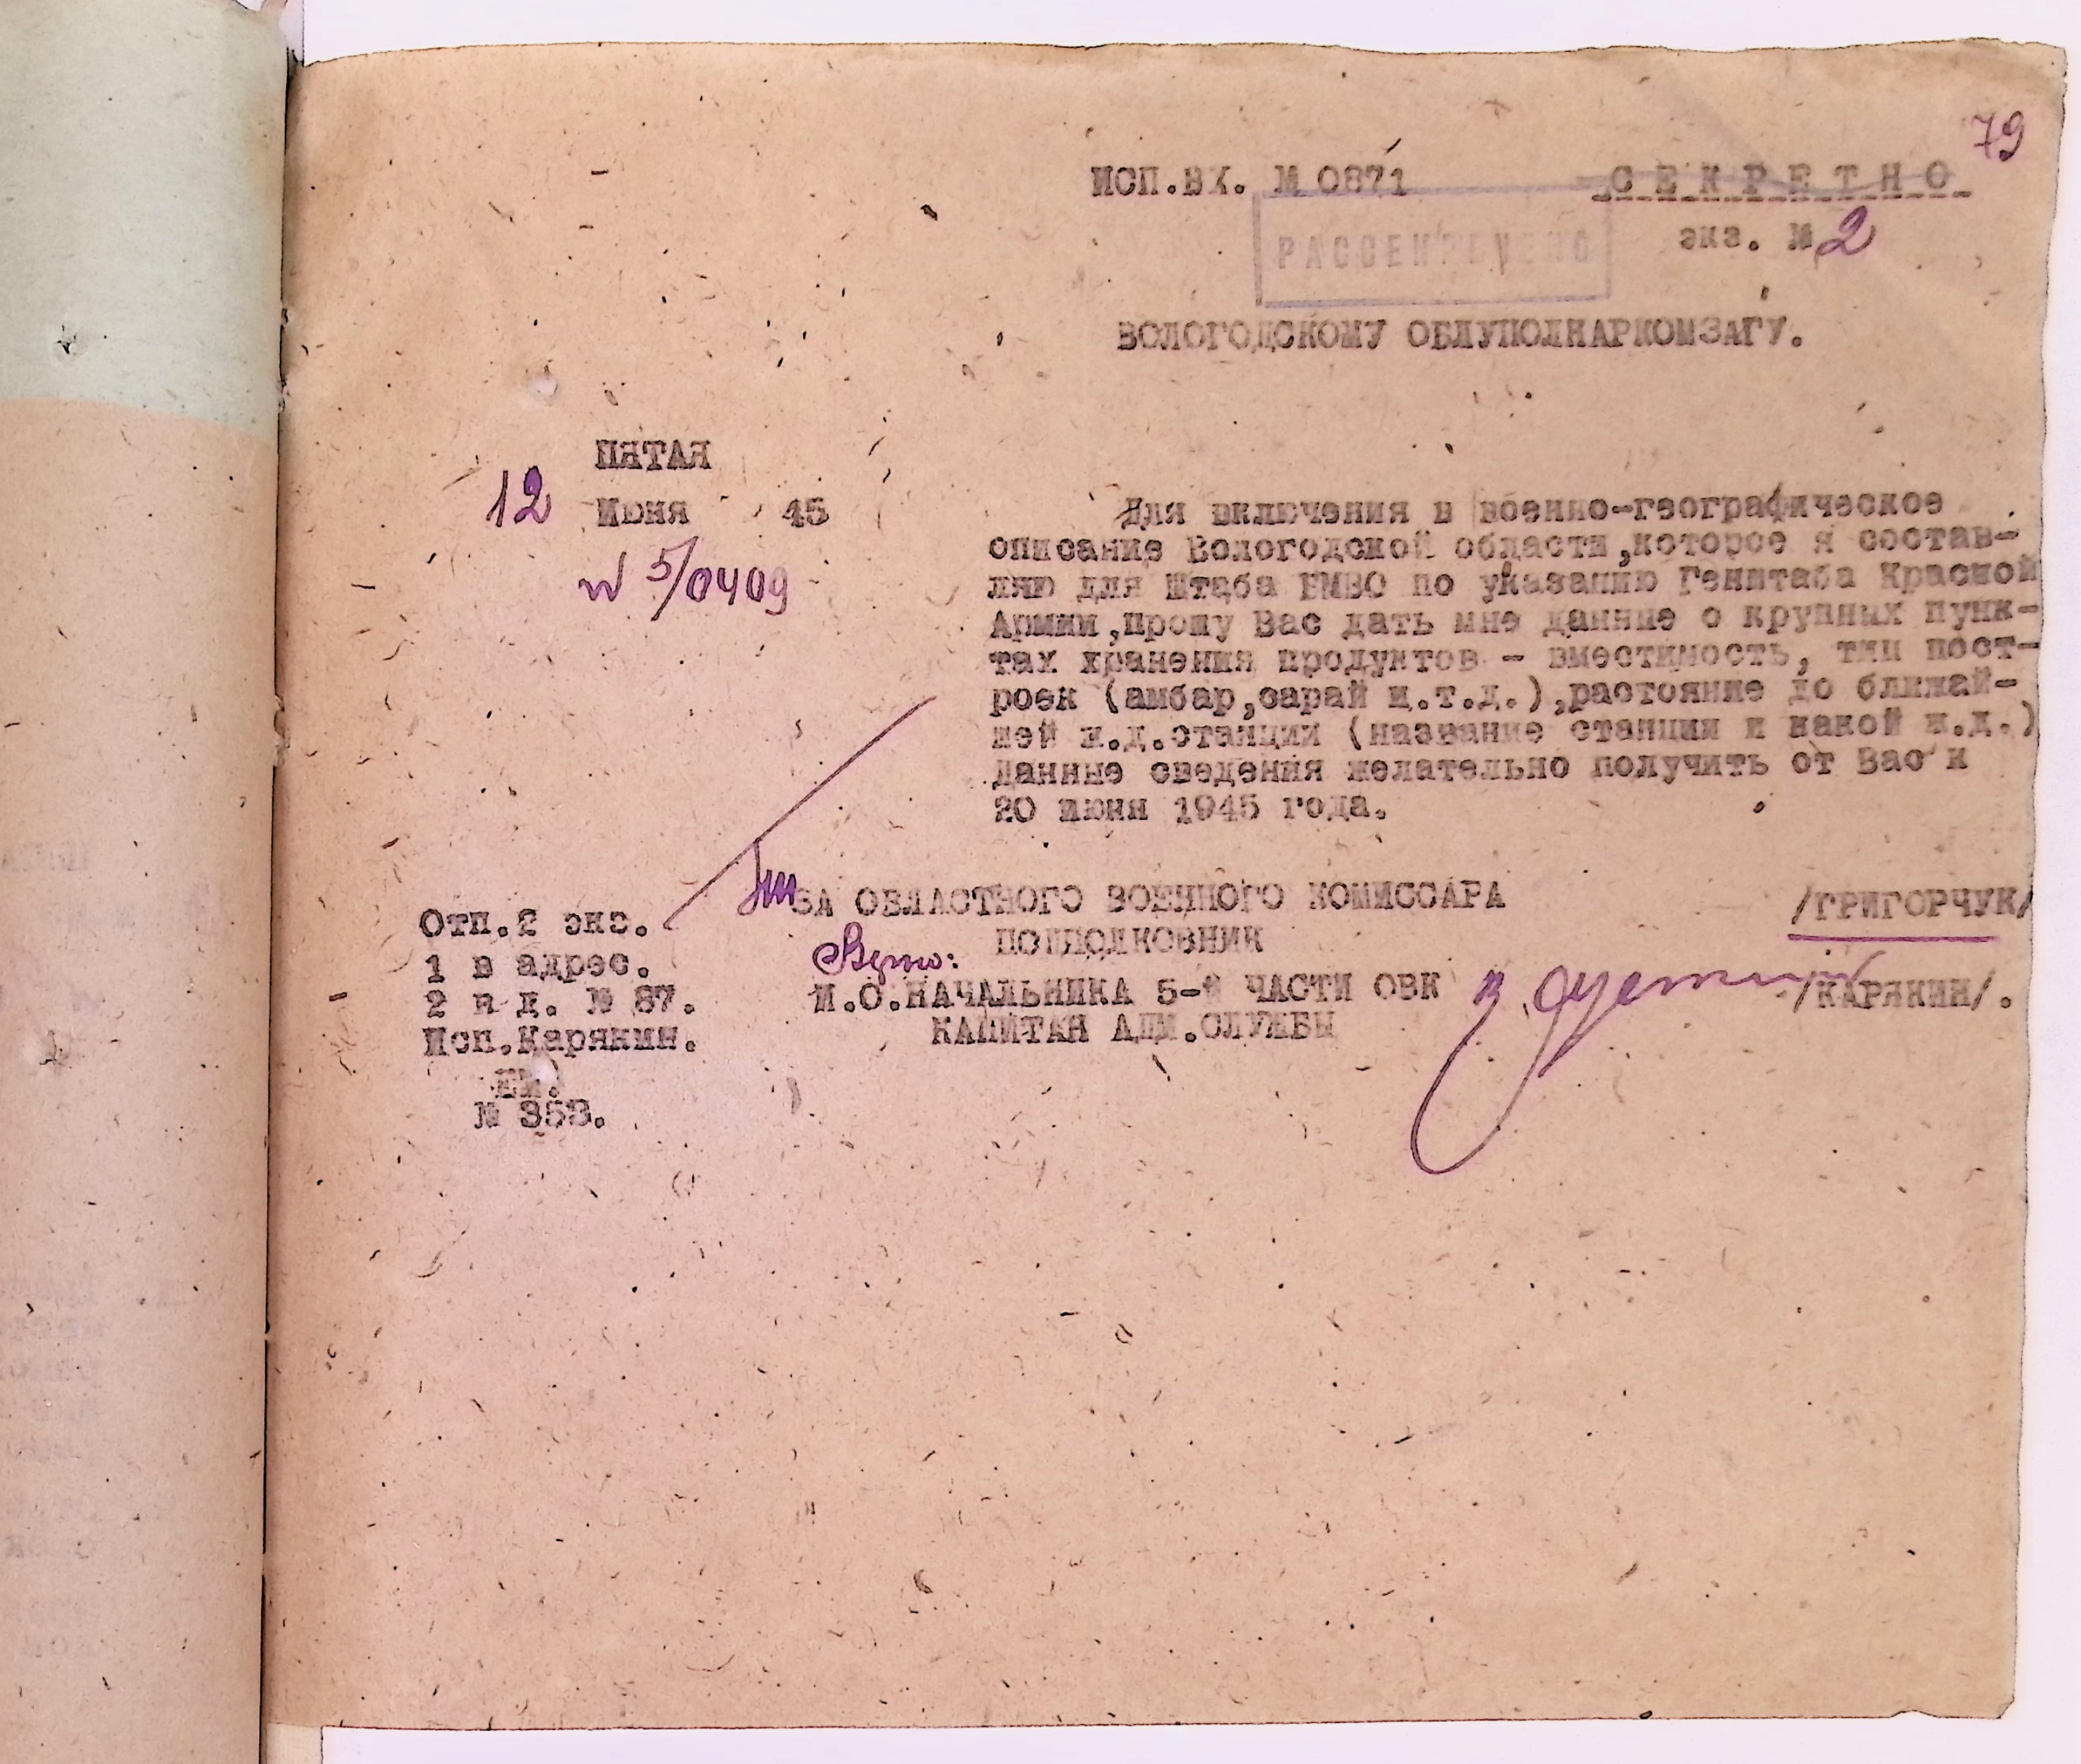 79
ИСП.ВХ. № 0871 СЕКРЕТНО
экз. № 2
РАССЕКРЕЧЕНО
ВОЛОГОДСКОМУ ОБЛУПОЛНАРКОМЗАГУ.
ПЯТАЯ
12 Июня 45
№ 5/0409
Для включения в военно-географическое
описание Вологодской области,которое я состав-
ляю для Штаба БМВО по указанию Генштаба Красной
Армии,прошу Вас дать мне данные о крупных пунк-
тах хранения продуктов - вместимость, тип пост-
роек (амбар,сарай и.т.д.),растояние до ближай-
шей ж.д.станции (название станции и какой ж.д.)
Данные сведения желательно получить от Вас к
20 июня 1945 года.
ЗА ОБЛАСТНОГО ВОЕННОГО КОМИССАРА
ПОДПОЛКОВНИК /ГРИГОРЧУК/
И.О.НАЧАЛЬНИКА 5-й ЧАСТИ ОВК /КАРЯКИН/.
КАПИТАН АДМ.СЛУЖБЫ
Отп.2 экз.
1 в адрес.
2 в д. № 87.
Исп.Карякин.
№ 353.